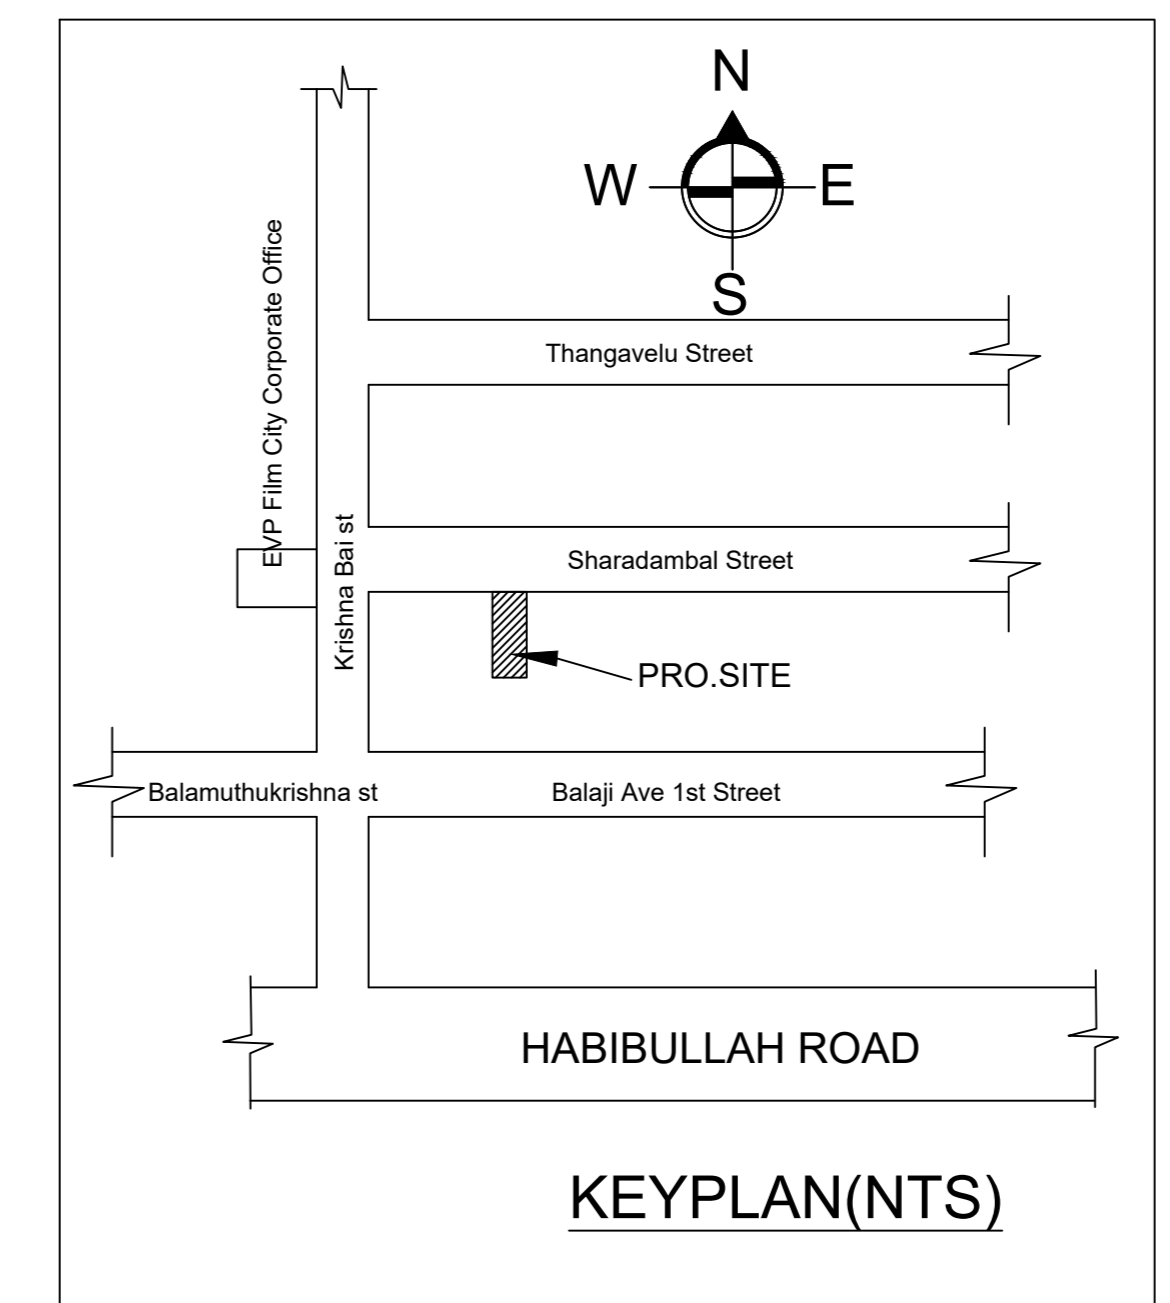 N
W
E
S
EVP Film City Corporate Office
Thangavelu Street
Krishna Bai st
Sharadambal Street
PRO.SITE
Balamuthukrishna st
Balaji Ave 1st Street
HABIBULLAH ROAD
KEYPLAN(NTS)